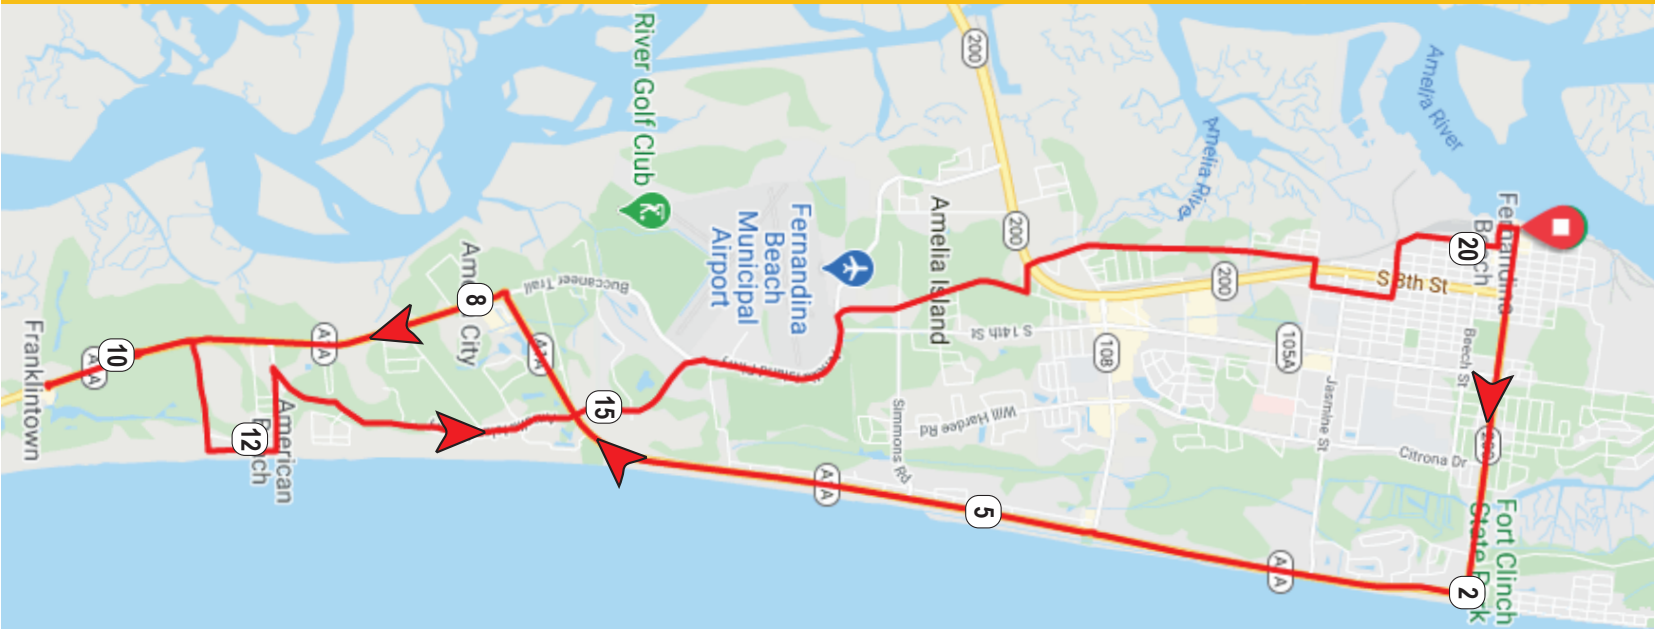 River Golf Club
200
Amelia River
Amelia River
Fernandina
Beach
20
S 8th St
200
200
Amelia Island
Fernandina
Beach
Municipal
Airport
S 14th St
108
105A
Beech St
Jasmine St
Citrona Dr
Will Hardee Rd
Simmons Rd
Buccaneer Trail
8
City
A1A
A1A
A1A
10
Franklintown
American
12
15
A1A
5
A1A
2
Fort Clinch
State Park